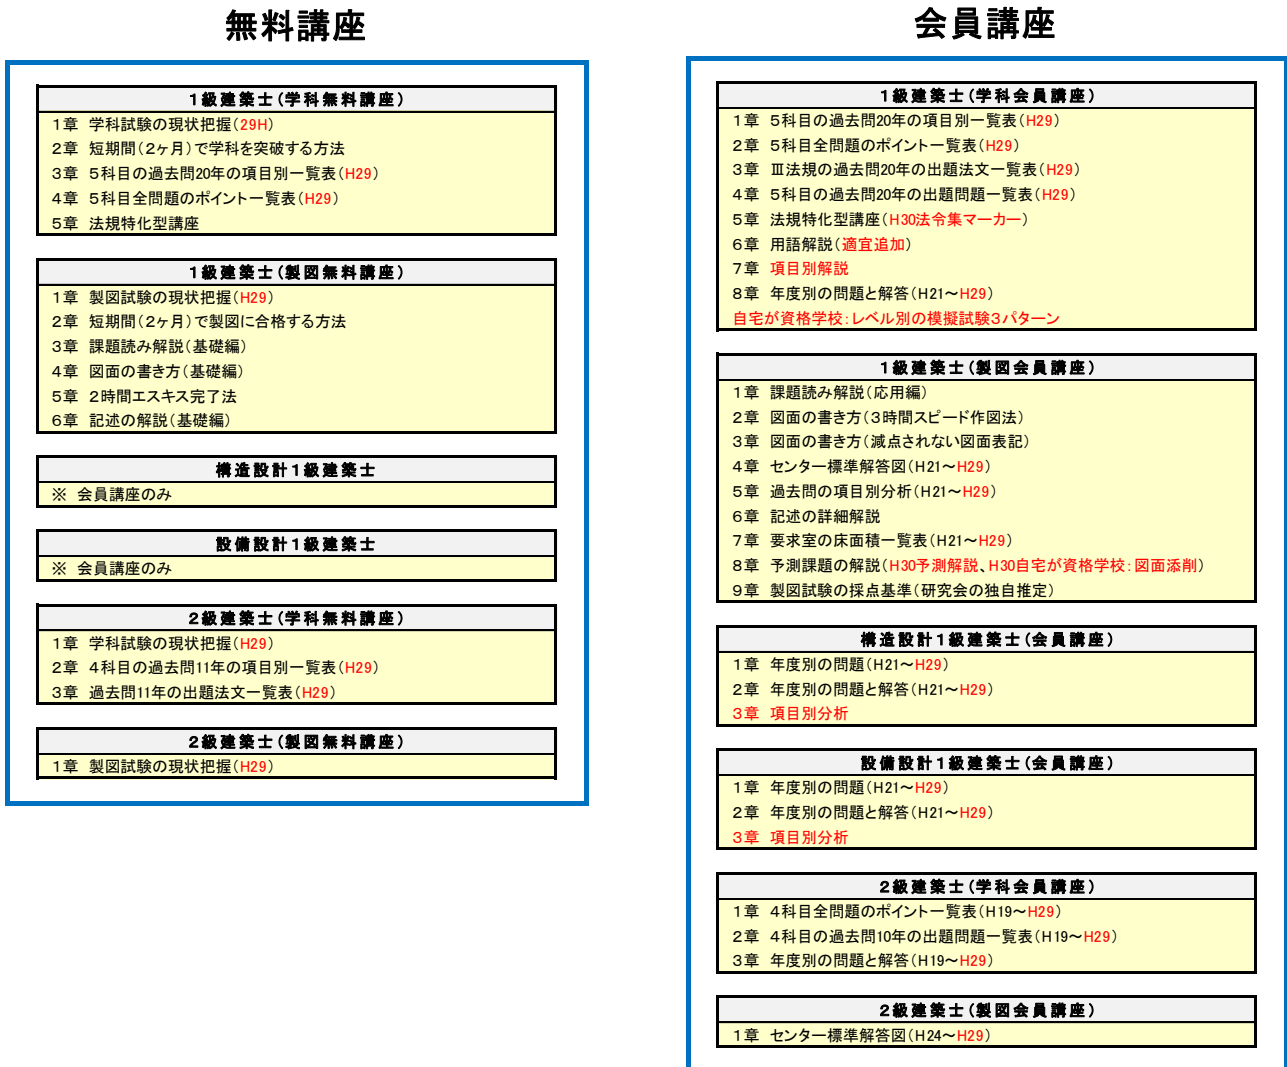 無料講座
1級建築士(学科無料講座)
1章 学科試験の現状把握(29H)
2章 短期間(2ヶ月)で学科を突破する方法
3章 5科目の過去問20年の項目別一覧表(H29)
4章 5科目全問題のポイント一覧表(H29)
5章 法規特化型講座
1級建築士(製図無料講座)
1章 製図試験の現状把握(H29)
2章 短期間(2ヶ月)で製図に合格する方法
3章 課題読み解説(基礎編)
4章 図面の書き方(基礎編)
5章 2時間エスキス完了法
6章 記述の解説(基礎編)
構造設計1級建築士
※ 会員講座のみ
設備設計1級建築士
※ 会員講座のみ
2級建築士(学科無料講座)
1章 学科試験の現状把握(H29)
2章 4科目の過去問11年の項目別一覧表(H29)
3章 過去問11年の出題法文一覧表(H29)
2級建築士(製図無料講座)
1章 製図試験の現状把握(H29)
会員講座
1級建築士(学科会員講座)
1章 5科目の過去問20年の項目別一覧表(H29)
2章 5科目全問題のポイント一覧表(H29)
3章 Ⅲ法規の過去問20年の出題法文一覧表(H29)
4章 5科目の過去問20年の出題問題一覧表(H29)
5章 法規特化型講座(H30法令集マーカー)
6章 用語解説(適宜追加)
7章 項目別解説
8章 年度別の問題と解答(H21～H29)
自宅が資格学校:レベル別の模擬試験3パターン
1級建築士(製図会員講座)
1章 課題読み解説(応用編)
2章 図面の書き方(3時間スピード作図法)
3章 図面の書き方(減点されない図面表記)
4章 センター標準解答図(H21～H29)
5章 過去問の項目別分析(H21～H29)
6章 記述の詳細解説
7章 要求室の床面積一覧表(H21～H29)
8章 予測課題の解説(H30予測解説、H30自宅が資格学校:図面添削)
9章 製図試験の採点基準(研究会の独自推定)
構造設計1級建築士(会員講座)
1章 年度別の問題(H21～H29)
2章 年度別の問題と解答(H21～H29)
3章 項目別分析
設備設計1級建築士(会員講座)
1章 年度別の問題(H21～H29)
2章 年度別の問題と解答(H21～H29)
3章 項目別分析
2級建築士(学科会員講座)
1章 4科目全問題のポイント一覧表(H19～H29)
2章 4科目の過去問10年の出題問題一覧表(H19～H29)
3章 年度別の問題と解答(H19～H29)
2級建築士(製図会員講座)
1章 センター標準解答図(H24～H29)